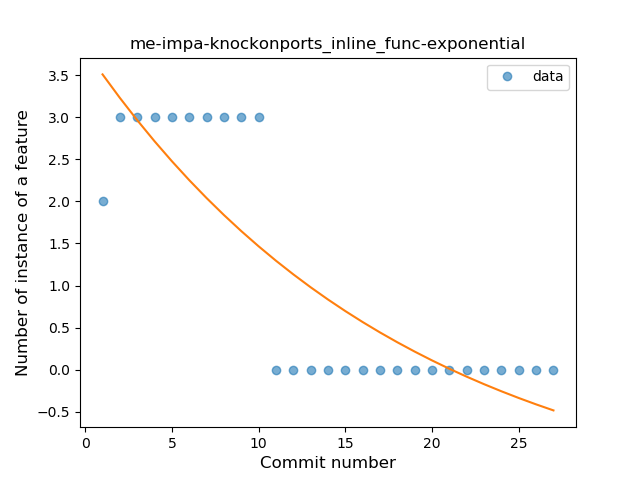 me-impa-knockonports_inline_func-exponential
data
Number of instance of a feature
3.5
3.0
2.5
2.0
1.5
1.0
0.5
0.0
−0.5
0 5 10 15 20 25
Commit number